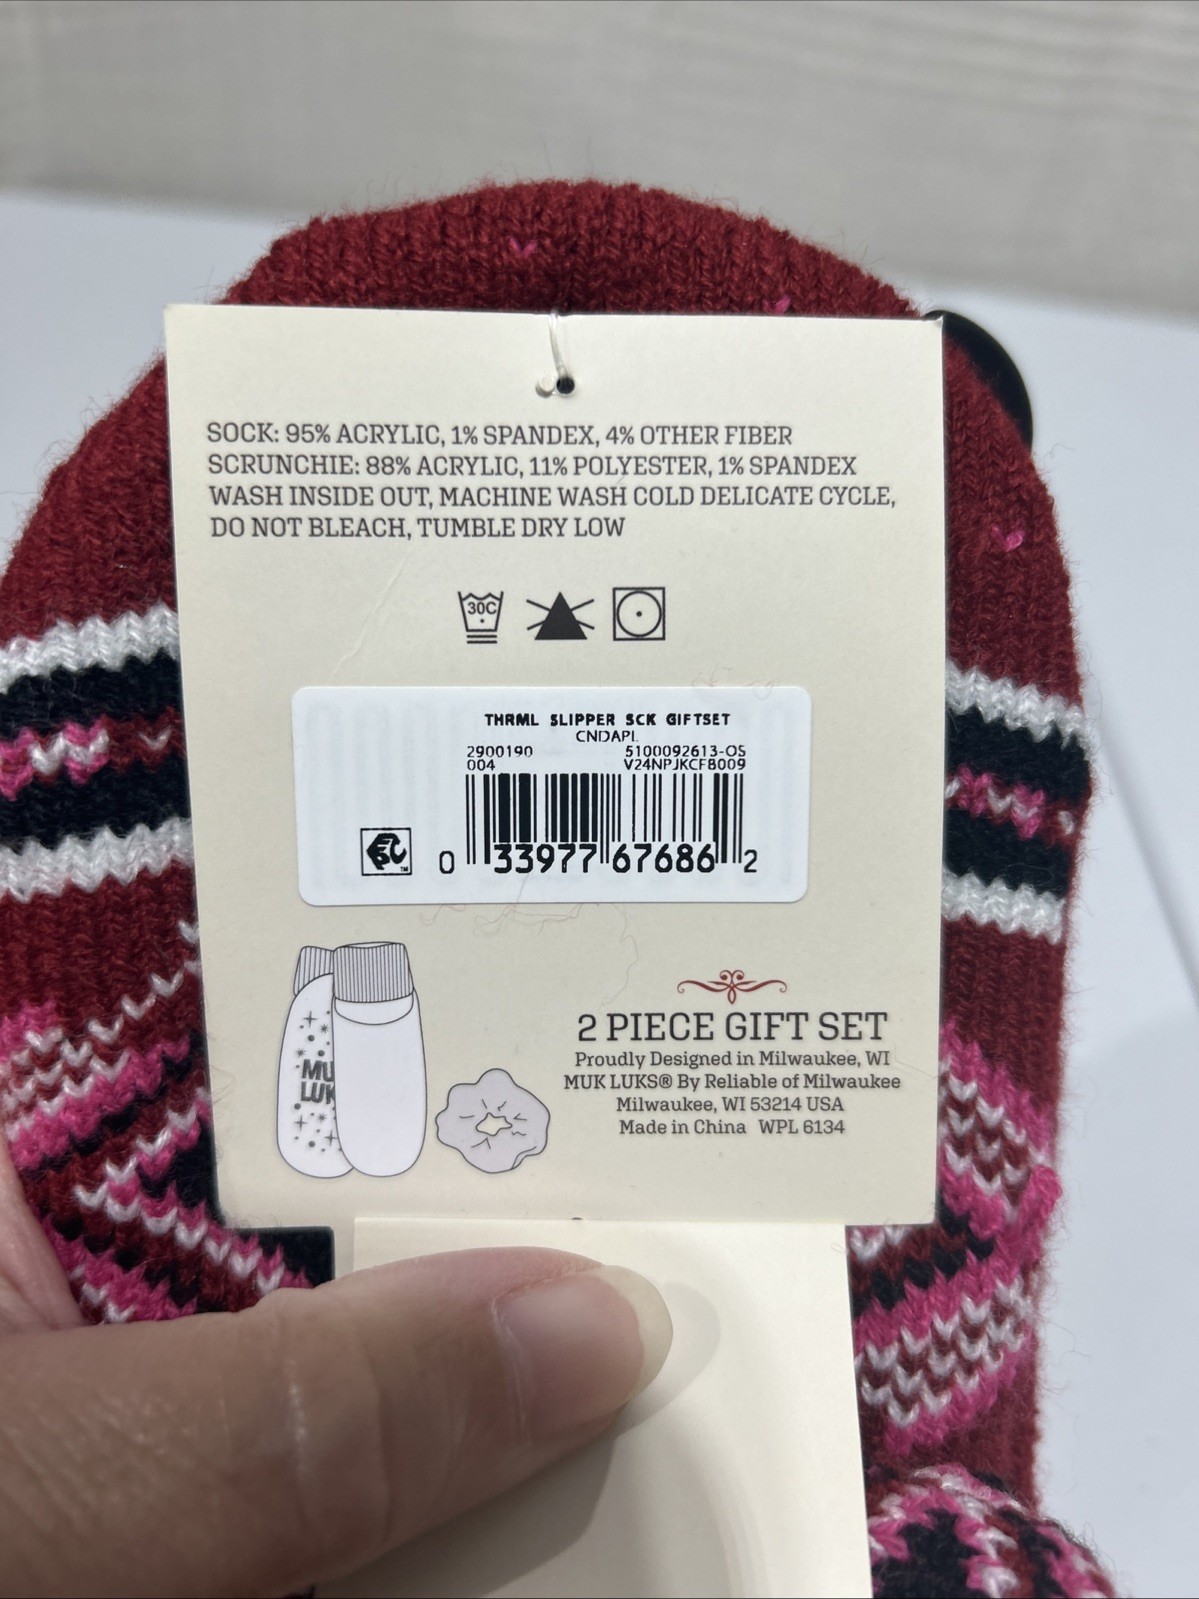 SOCK: 95% ACRYLIC, 1% SPANDEX, 4% OTHER FIBER
SCRUNCHIE: 88% ACRYLIC, 11% POLYESTER, 1% SPANDEX
WASH INSIDE OUT, MACHINE WASH COLD DELICATE CYCLE,
DO NOT BLEACH, TUMBLE DRY LOW
30C
THRML SLIPPER SCK GIFTSET
CNDAPL
2900190 5100092613-OS
004 V24NPJKCF8009
0 33977 67686 2
MU
LUK
2 PIECE GIFT SET
Proudly Designed in Milwaukee, WI
MUK LUKS® By Reliable of Milwaukee
Milwaukee, WI 53214 USA
Made in China WPL 6134